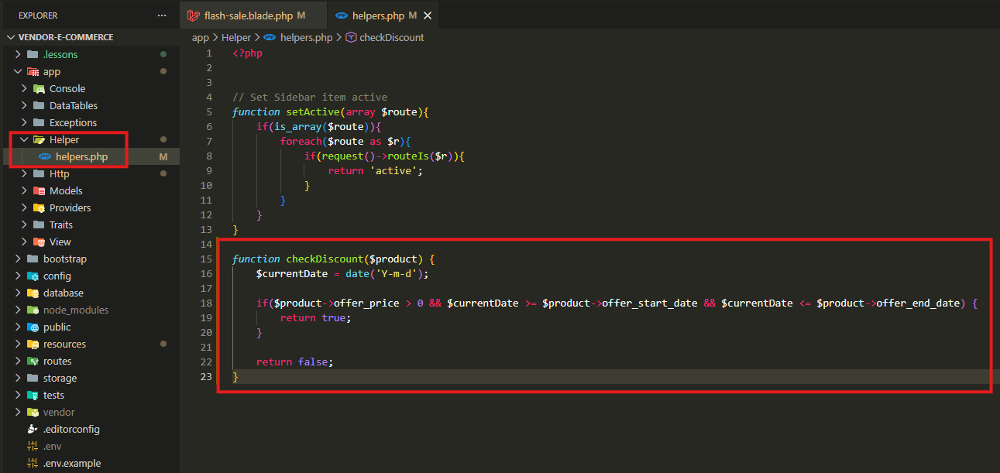 EXPLORER ...
VENDOR-E-COMMERCE
.lessons
app
Console
DataTables
Exceptions
Helper
helpers.php M
Http
Models
Providers
Traits
View
bootstrap
config
database
node_modules
public
resources
routes
storage
tests
vendor
.editorconfig
.env
.env.example
flash-sale.blade.php M
helpers.php M
app > Helper > helpers.php > checkDiscount
1 <?php
2
3
4 // Set Sidebar item active
5 function setActive(array $route){
6     if(is_array($route)){
7         foreach($route as $r){
8             if(request()->routeIs($r)){
9                 return 'active';
10             }
11         }
12     }
13 }
14
15 function checkDiscount($product) {
16     $currentDate = date('Y-m-d');
17
18     if($product->offer_price > 0 && $currentDate >= $product->offer_start_date && $currentDate <= $product->offer_end_date) {
19         return true;
20     }
21
22     return false;
23 }